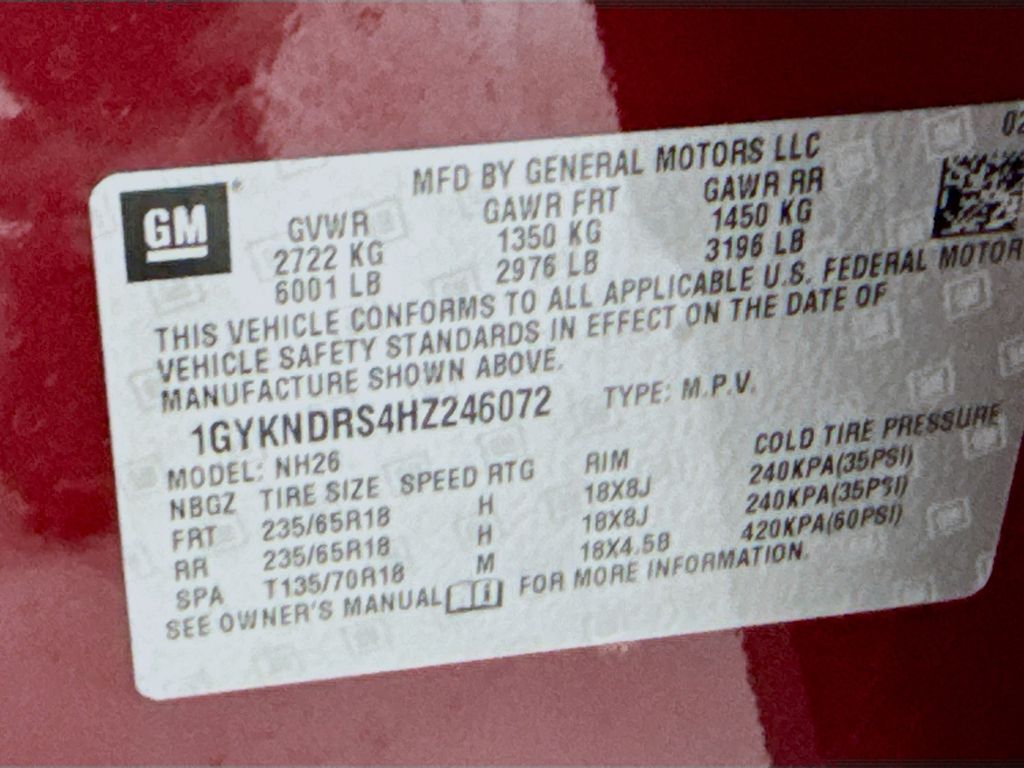 02
MFD BY GENERAL MOTORS LLC
GM
GVWR GAWR FRT GAWR RR
2722 KG 1350 KG 1450 KG
6001 LB 2976 LB 3196 LB
THIS VEHICLE CONFORMS TO ALL APPLICABLE U.S. FEDERAL MOTOR
VEHICLE SAFETY STANDARDS IN EFFECT ON THE DATE OF
MANUFACTURE SHOWN ABOVE.
1GYKNDRS4HZ246072 TYPE: M.P.V.
MODEL: NH26
NBGZ TIRE SIZE SPEED RTG RIM COLD TIRE PRESSURE
FRT 235/65R18 H 18X8J 240KPA(35PSI)
RR 235/65R18 H 18X8J 240KPA(35PSI)
SPA T135/70R18 M 18X4.5B 420KPA(60PSI)
SEE OWNER'S MANUAL FOR MORE INFORMATION.